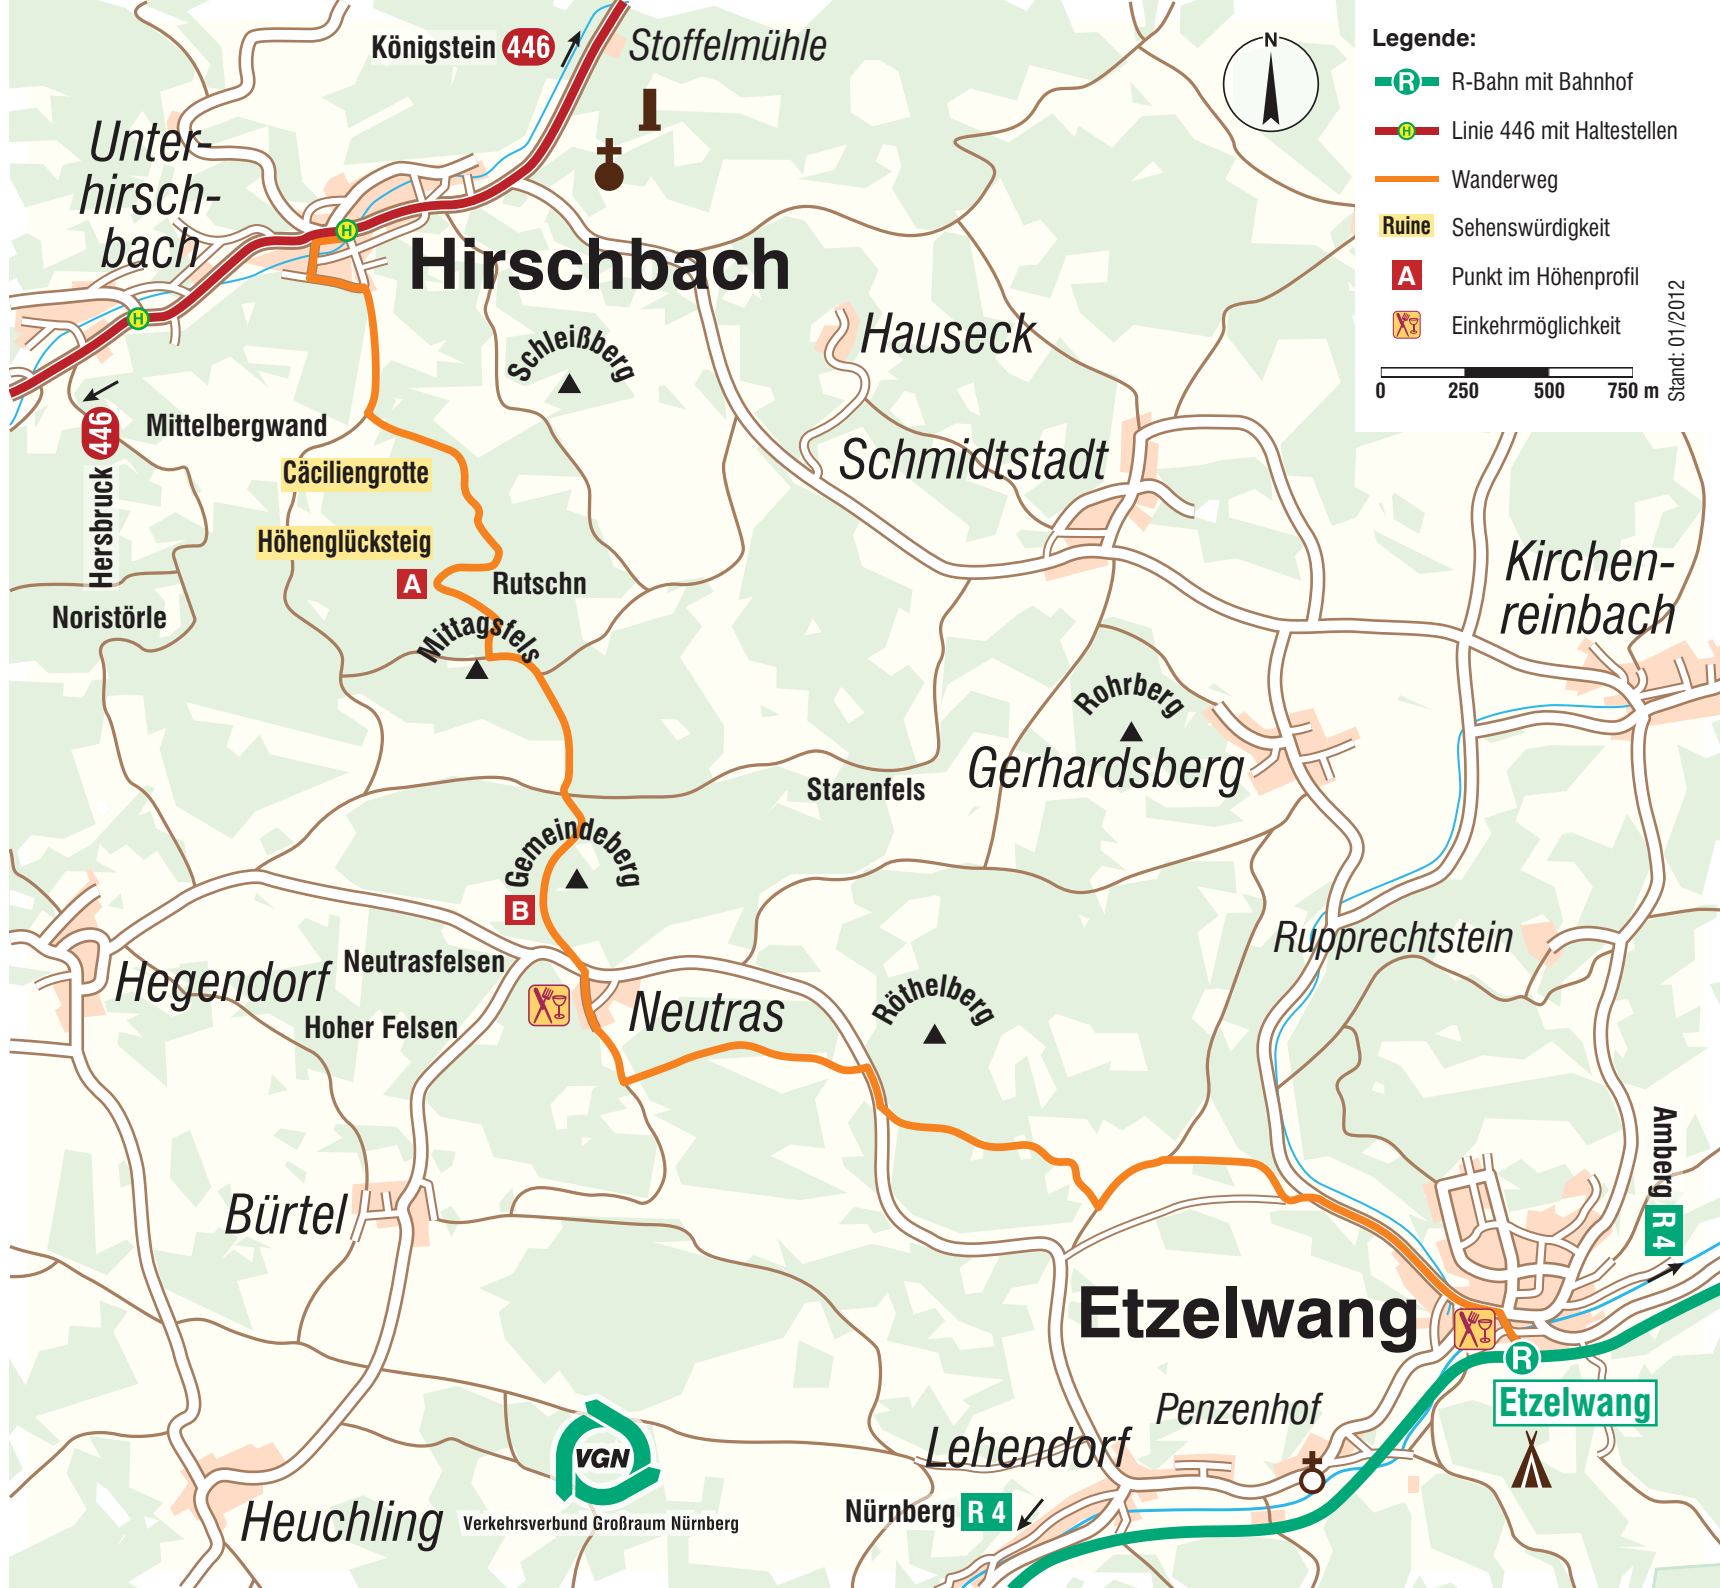 Königstein 446
Stoffelmühle
N
Legende:
R R-Bahn mit Bahnhof
H Linie 446 mit Haltestellen
Wanderweg
Ruine Sehenswürdigkeit
A Punkt im Höhenprofil
Einkehrmöglichkeit
0 250 500 750 m
Stand: 01/2012
Unter-
hirsch-
bach
H
H
Hirschbach
Schleißberg
Hauseck
Hersbruck 446
Mittelbergwand
Cäciliengrotte
Schmidtstadt
Höhenglücksteig
A
Rutschn
Noristörle
Mittagsfels
Kirchen-
reinbach
Rohrberg
Gerhardsberg
Starenfels
Gemeindeberg
B
Rupprechtstein
Neutrasfelsen
Hegendorf
Hoher Felsen
Neutras
Röthelberg
Amberg R 4
Bürtel
Etzelwang
R
Etzelwang
Penzenhof
Lehendorf
VGN
Verkehrsverbund Großraum Nürnberg
Nürnberg R 4
Heuchling